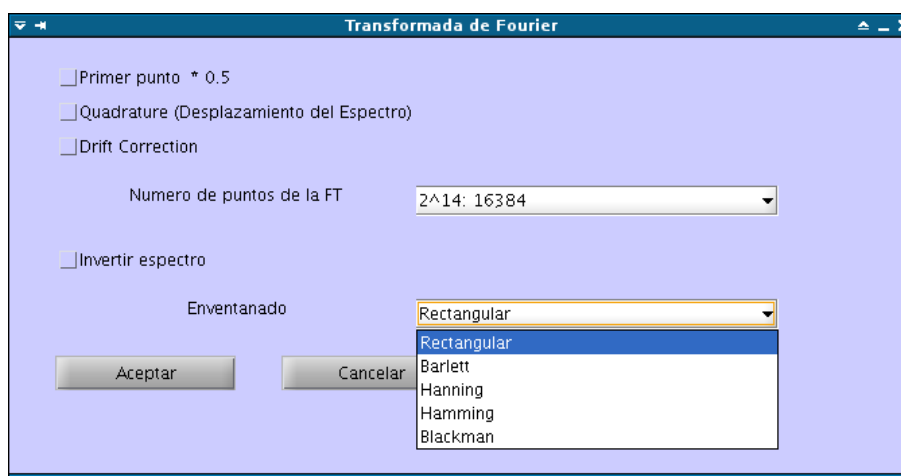 Transformada de Fourier
Primer punto * 0.5
Quadrature (Desplazamiento del Espectro)
Drift Correction
Numero de puntos de la FT
2^14: 16384
Invertir espectro
Enventanado
Rectangular
Rectangular
Barlett
Hanning
Hamming
Blackman
Aceptar
Cancelar